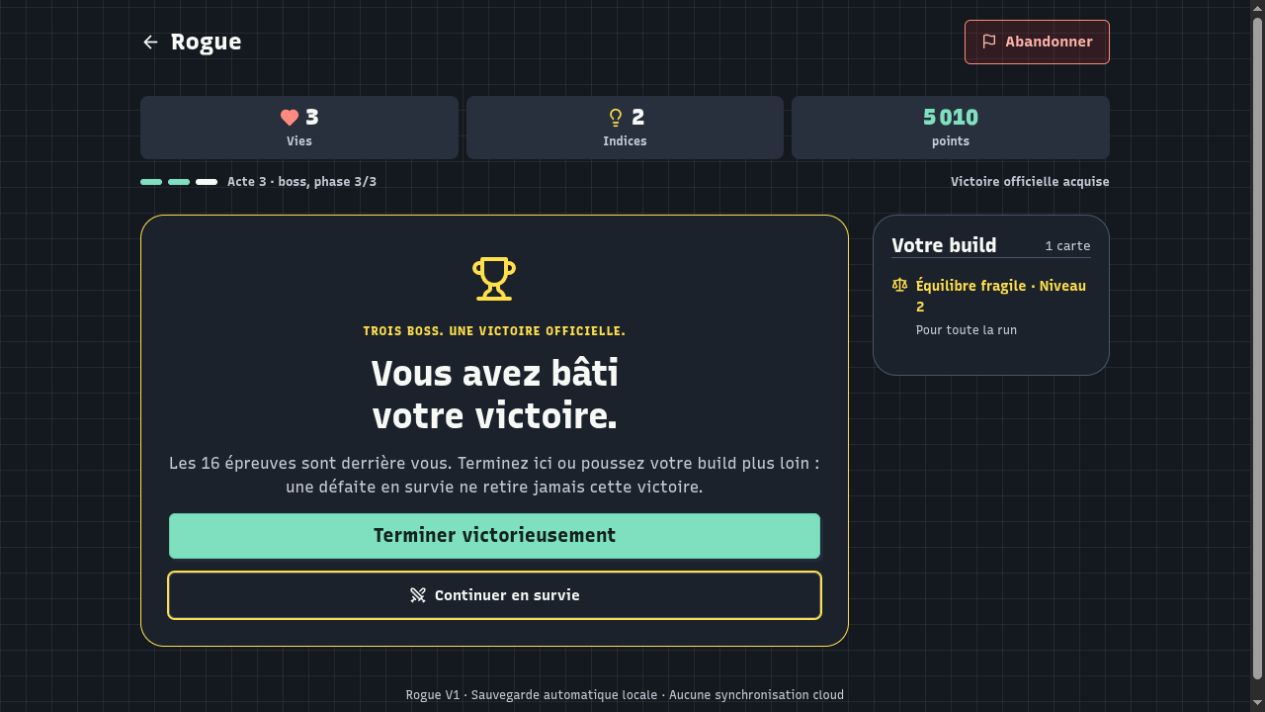 Rogue
Abandonner
3
Vies
2
Indices
5 010
points
Acte 3 · boss, phase 3/3
Victoire officielle acquise
TROIS BOSS. UNE VICTOIRE OFFICIELLE.
Vous avez bâti
votre victoire.
Les 16 épreuves sont derrière vous. Terminez ici ou poussez votre build plus loin :
une défaite en survie ne retire jamais cette victoire.
Terminer victorieusement
Continuer en survie
Votre build
1 carte
Équilibre fragile · Niveau
2
Pour toute la run
Rogue V1 · Sauvegarde automatique locale · Aucune synchronisation cloud